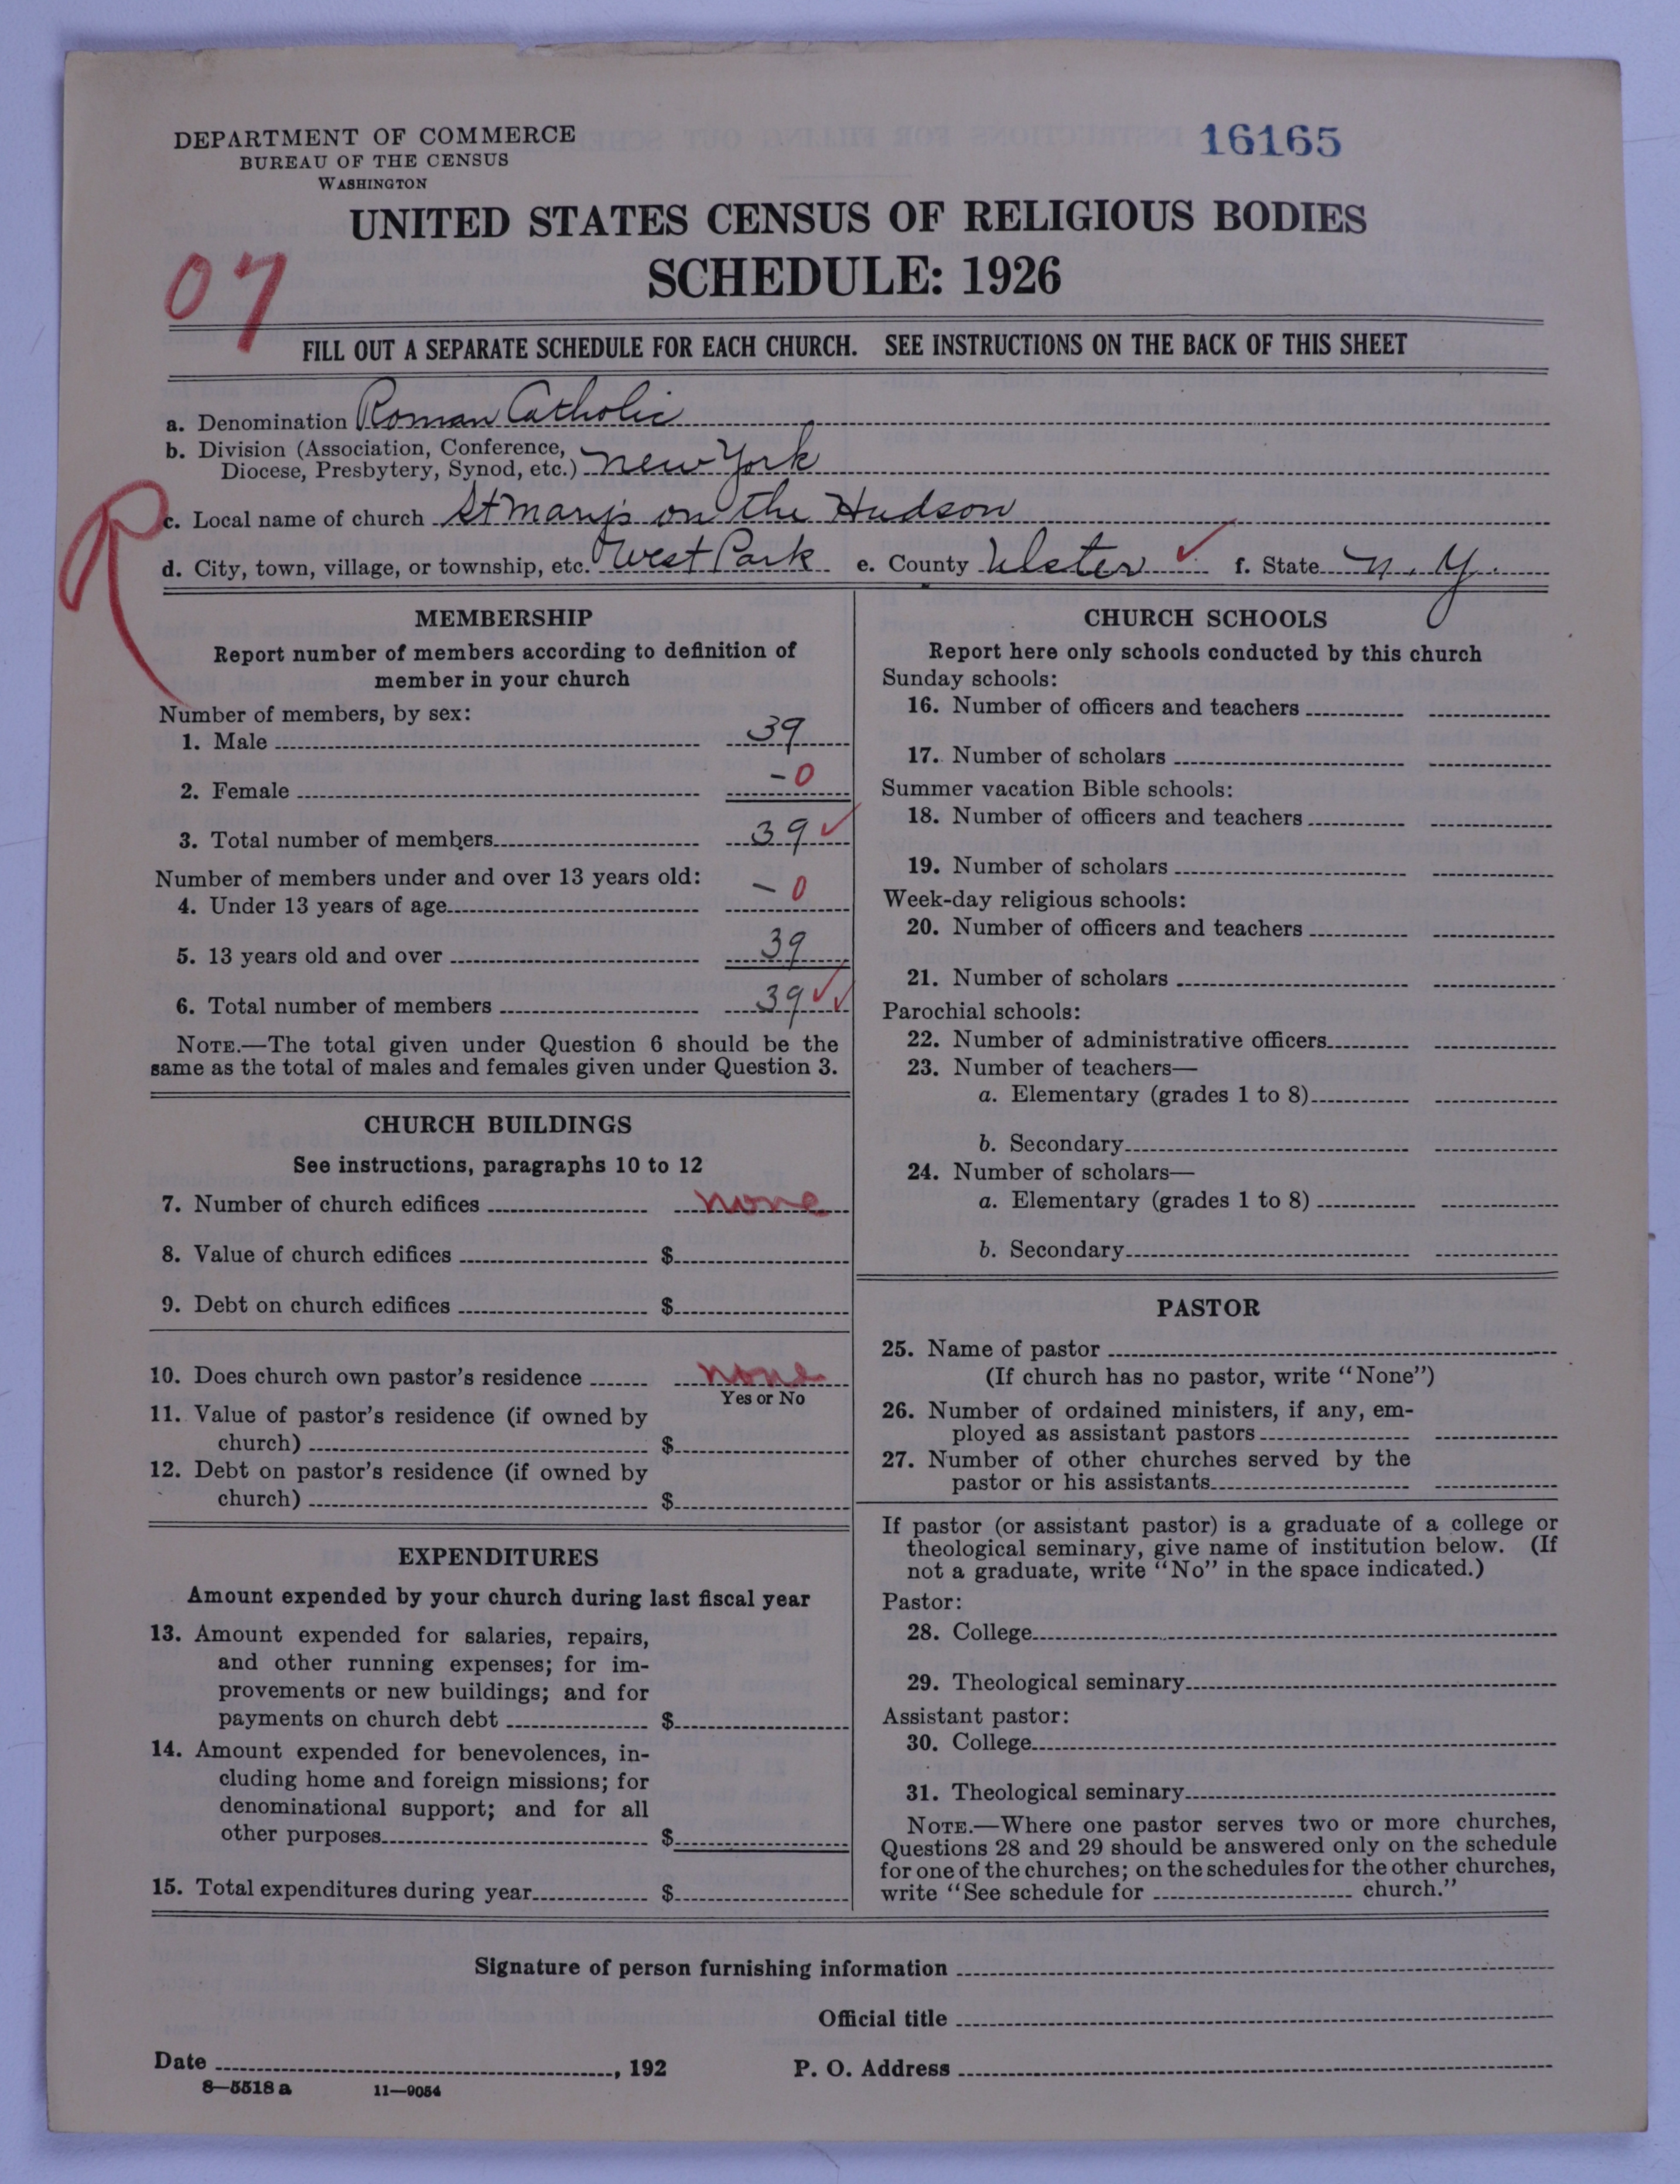 DEPARTMENT OF COMMERCE
BUREAU OF THE CENSUS
WASHINGTON
16165
UNITED STATES CENSUS OF RELIGIOUS BODIES
SCHEDULE: 1926
07
FILL OUT A SEPARATE SCHEDULE FOR EACH CHURCH. SEE INSTRUCTIONS ON THE BACK OF THIS SHEET
a. Denomination Roman Catholic
b. Division (Association, Conference,
Diocese, Presbytery, Synod, etc.) New York
R
c. Local name of church St Mary's on the Hudson
d. City, town, village, or township, etc. West Park e. County Ulster ✓ f. State N. Y.
MEMBERSHIP
Report number of members according to definition of
member in your church
Number of members, by sex:
1. Male 39
2. Female - 0
3. Total number of members 39 ✓
Number of members under and over 13 years old:
4. Under 13 years of age - 0
5. 13 years old and over 39
6. Total number of members 39 ✓ ✓
NOTE.—The total given under Question 6 should be the
same as the total of males and females given under Question 3.
CHURCH BUILDINGS
See instructions, paragraphs 10 to 12
7. Number of church edifices none
8. Value of church edifices $
9. Debt on church edifices $
10. Does church own pastor's residence none
Yes or No
11. Value of pastor's residence (if owned by
church) $
12. Debt on pastor's residence (if owned by
church) $
EXPENDITURES
Amount expended by your church during last fiscal year
13. Amount expended for salaries, repairs,
and other running expenses; for im-
provements or new buildings; and for
payments on church debt $
14. Amount expended for benevolences, in-
cluding home and foreign missions; for
denominational support; and for all
other purposes $
15. Total expenditures during year $
CHURCH SCHOOLS
Report here only schools conducted by this church
Sunday schools:
16. Number of officers and teachers
17. Number of scholars
Summer vacation Bible schools:
18. Number of officers and teachers
19. Number of scholars
Week-day religious schools:
20. Number of officers and teachers
21. Number of scholars
Parochial schools:
22. Number of administrative officers
23. Number of teachers—
a. Elementary (grades 1 to 8)
b. Secondary
24. Number of scholars—
a. Elementary (grades 1 to 8)
b. Secondary
PASTOR
25. Name of pastor
(If church has no pastor, write "None")
26. Number of ordained ministers, if any, em-
ployed as assistant pastors
27. Number of other churches served by the
pastor or his assistants
If pastor (or assistant pastor) is a graduate of a college or
theological seminary, give name of institution below. (If
not a graduate, write "No" in the space indicated.)
Pastor:
28. College
29. Theological seminary
Assistant pastor:
30. College
31. Theological seminary
NOTE.—Where one pastor serves two or more churches,
Questions 28 and 29 should be answered only on the schedule
for one of the churches; on the schedules for the other churches,
write "See schedule for church."
Signature of person furnishing information
Official title
Date , 192 P. O. Address
8—5518 a 11—9054